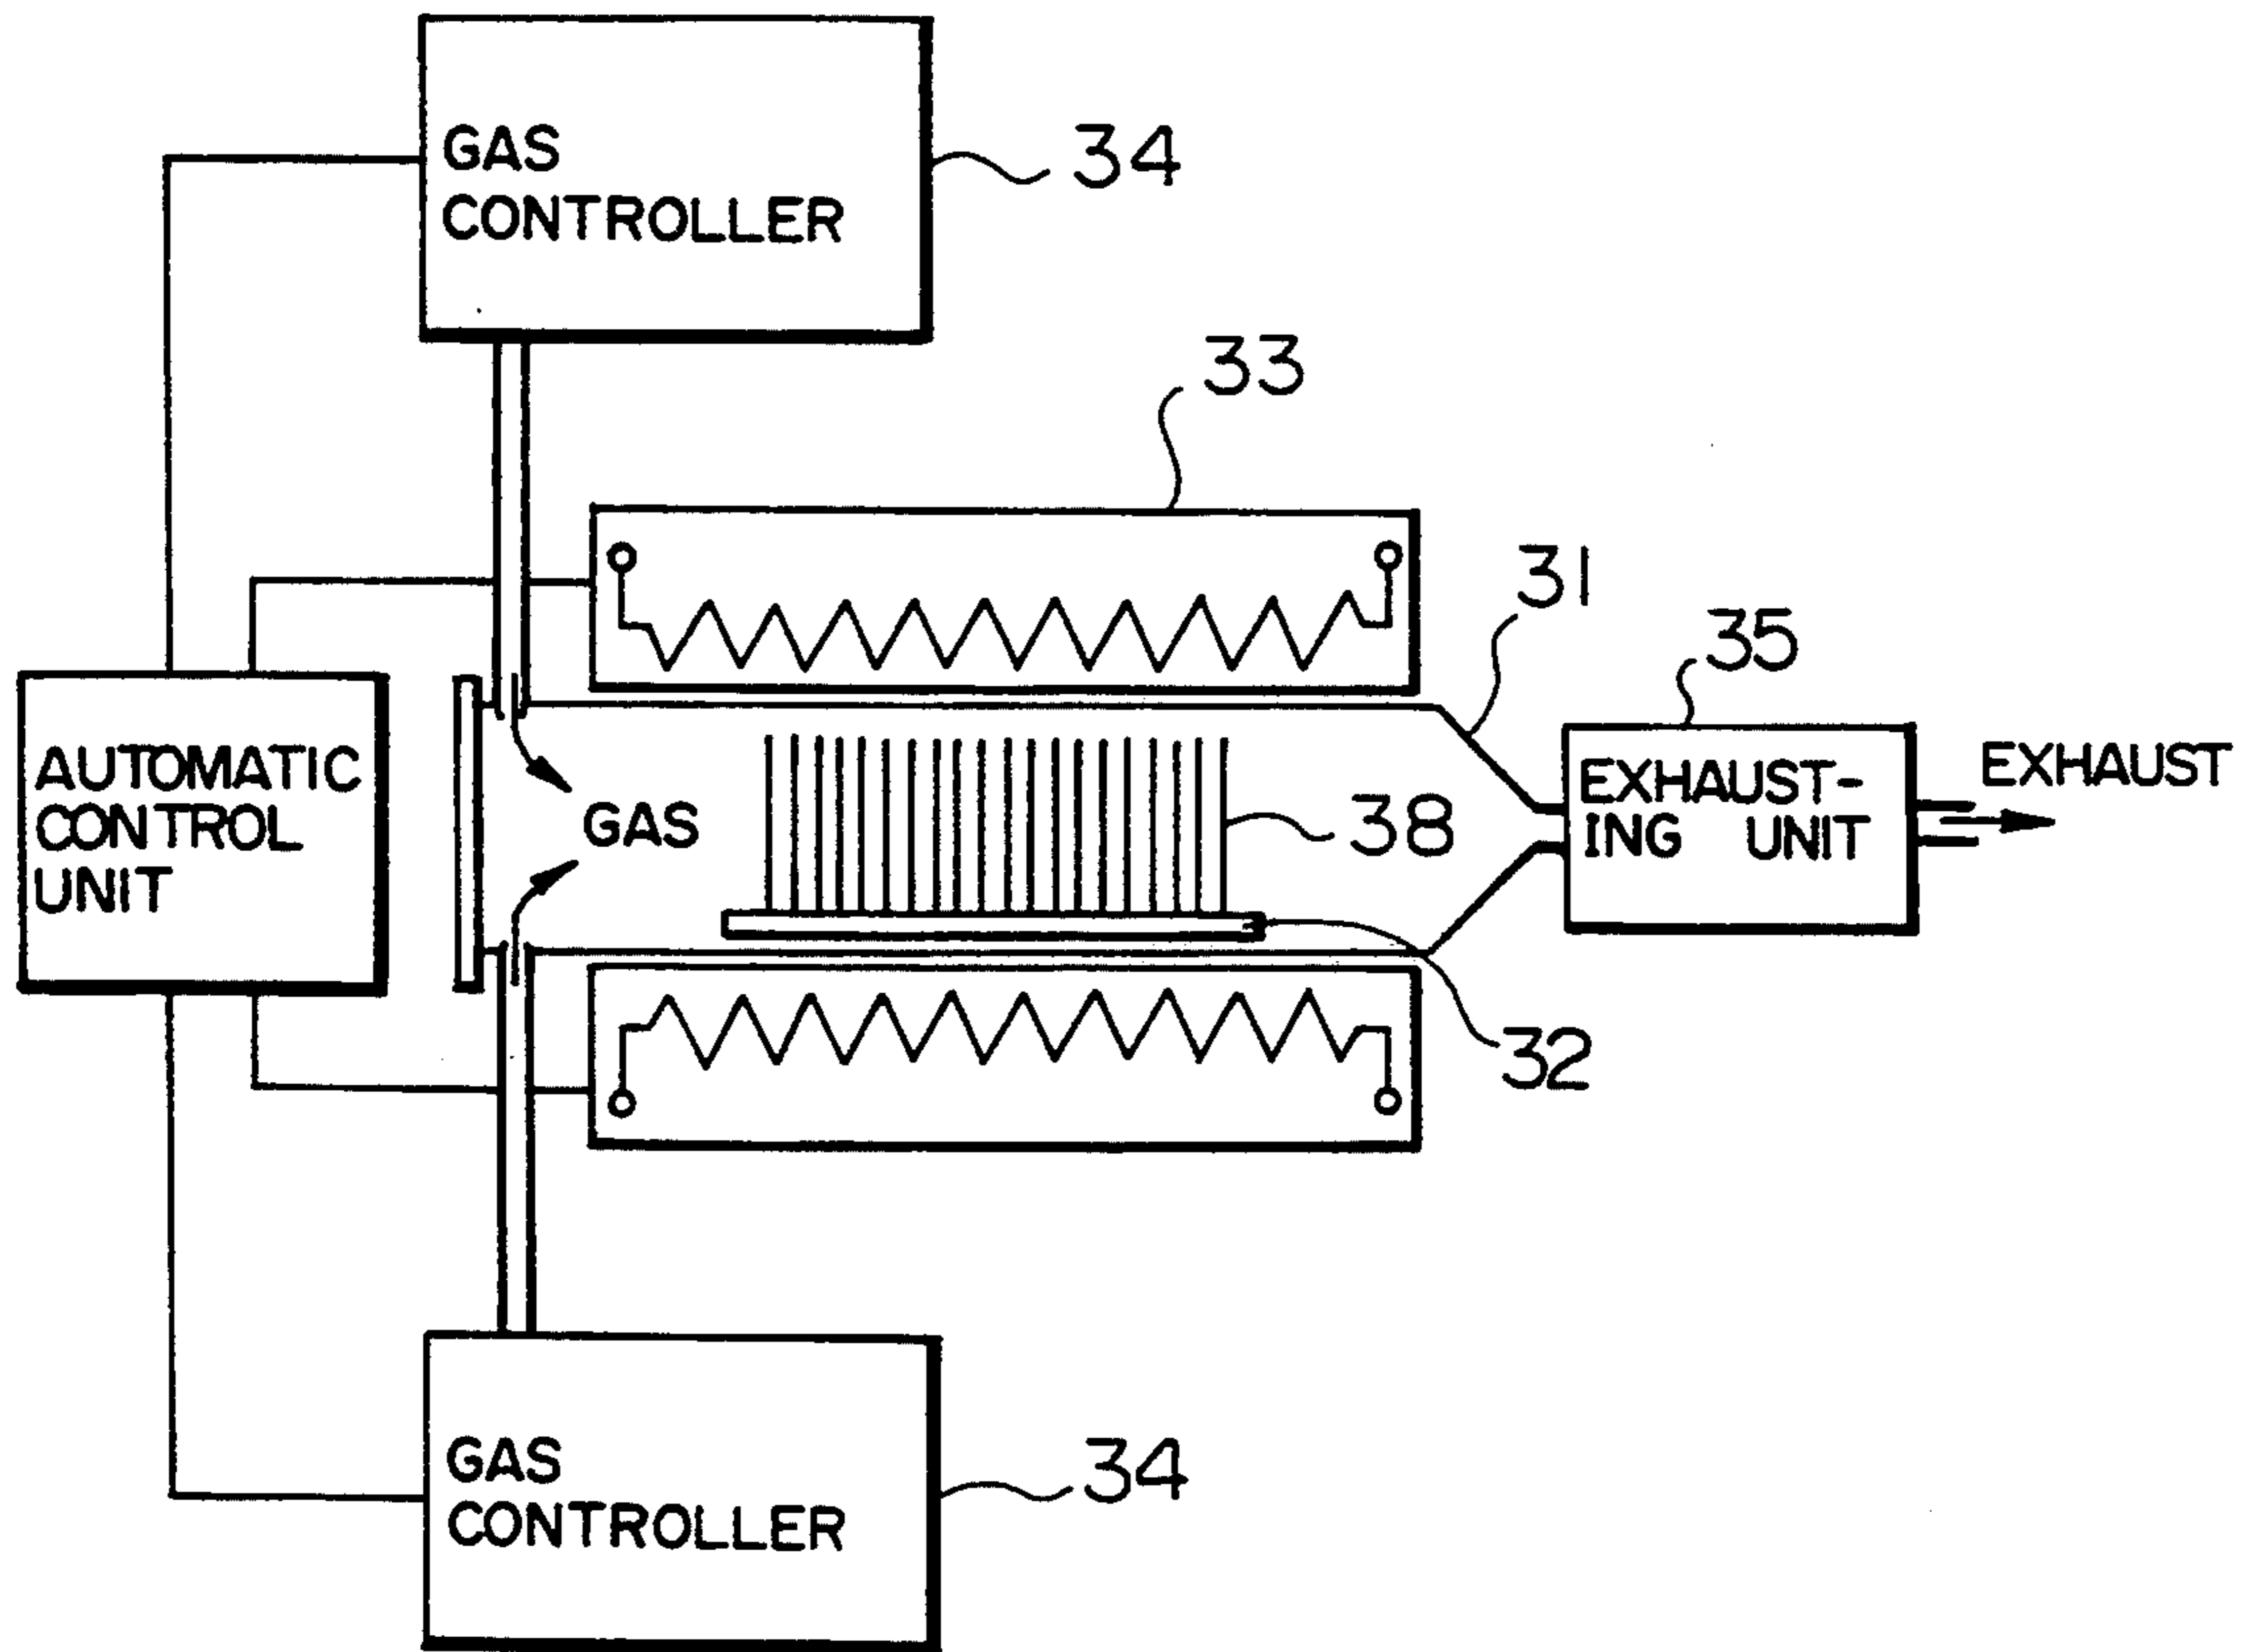 GAS
CONTROLLER
34
33
31
35
AUTOMATIC
CONTROL
UNIT
GAS
38
EXHAUST-
ING UNIT
EXHAUST
32
GAS
CONTROLLER
34